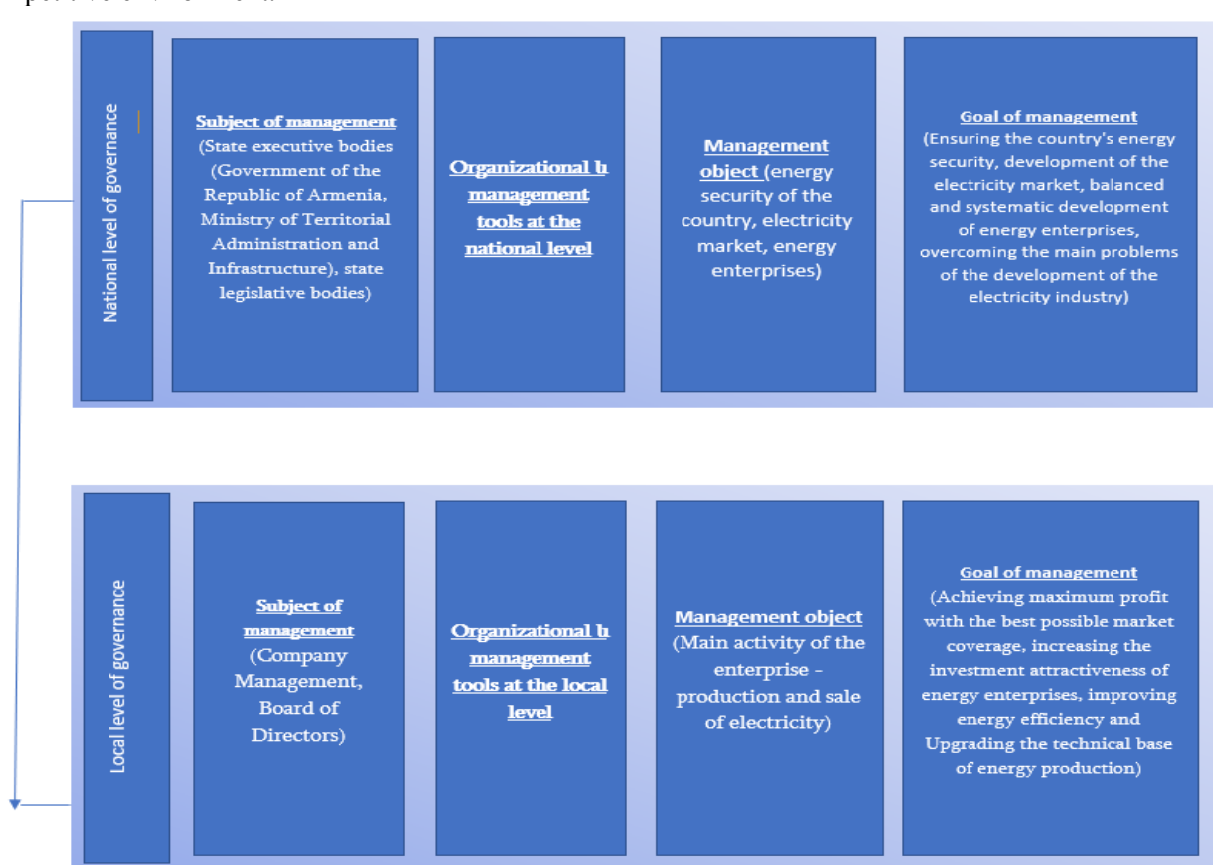 National level of governance
Subject of management
(State executive bodies
(Government of the
Republic of Armenia,
Ministry of Territorial
Administration and
Infrastructure), state
legislative bodies)
Organizational և
management
tools at the
national level
Management
object (energy
security of the
country, electricity
market, energy
enterprises)
Goal of management
(Ensuring the country's energy
security, development of the
electricity market, balanced
and systematic development
of energy enterprises,
overcoming the main problems
of the development of the
electricity industry)
Local level of governance
Subject of
management
(Company
Management,
Board of
Directors)
Organizational և
management
tools at the local
level
Management object
(Main activity of the
enterprise -
production and sale
of electricity)
Goal of management
(Achieving maximum profit
with the best possible market
coverage, increasing the
investment attractiveness of
energy enterprises, improving
energy efficiency and
Upgrading the technical base
of energy production)